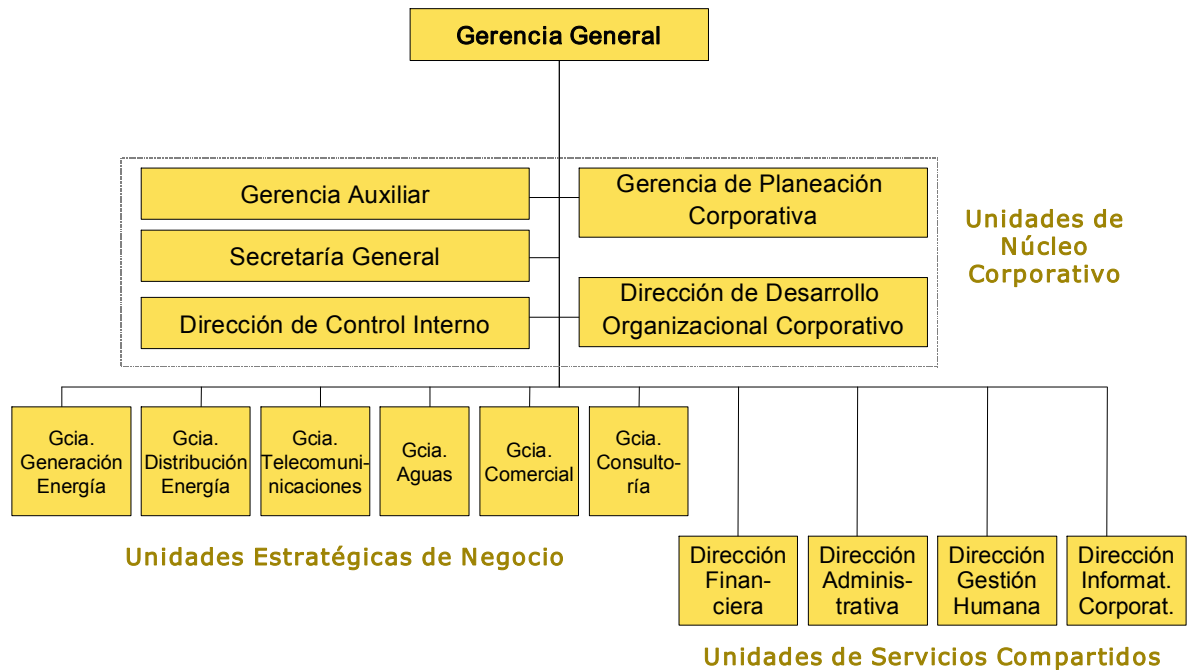 Gerencia General
Gerencia Auxiliar
Gerencia de Planeación
Corporativa
Secretaría General
Dirección de Control Interno
Dirección de Desarrollo
Organizacional Corporativo
Unidades de
Núcleo
Corporativo
Gcia.
Generación
Energía
Gcia.
Distribución
Energía
Gcia.
Telecomuni-
nicaciones
Gcia.
Aguas
Gcia.
Comercial
Gcia.
Consulto-
ría
Unidades Estratégicas de Negocio
Dirección
Finan-
ciera
Dirección
Adminis-
trativa
Dirección
Gestión
Humana
Dirección
Informat.
Corporat.
Unidades de Servicios Compartidos